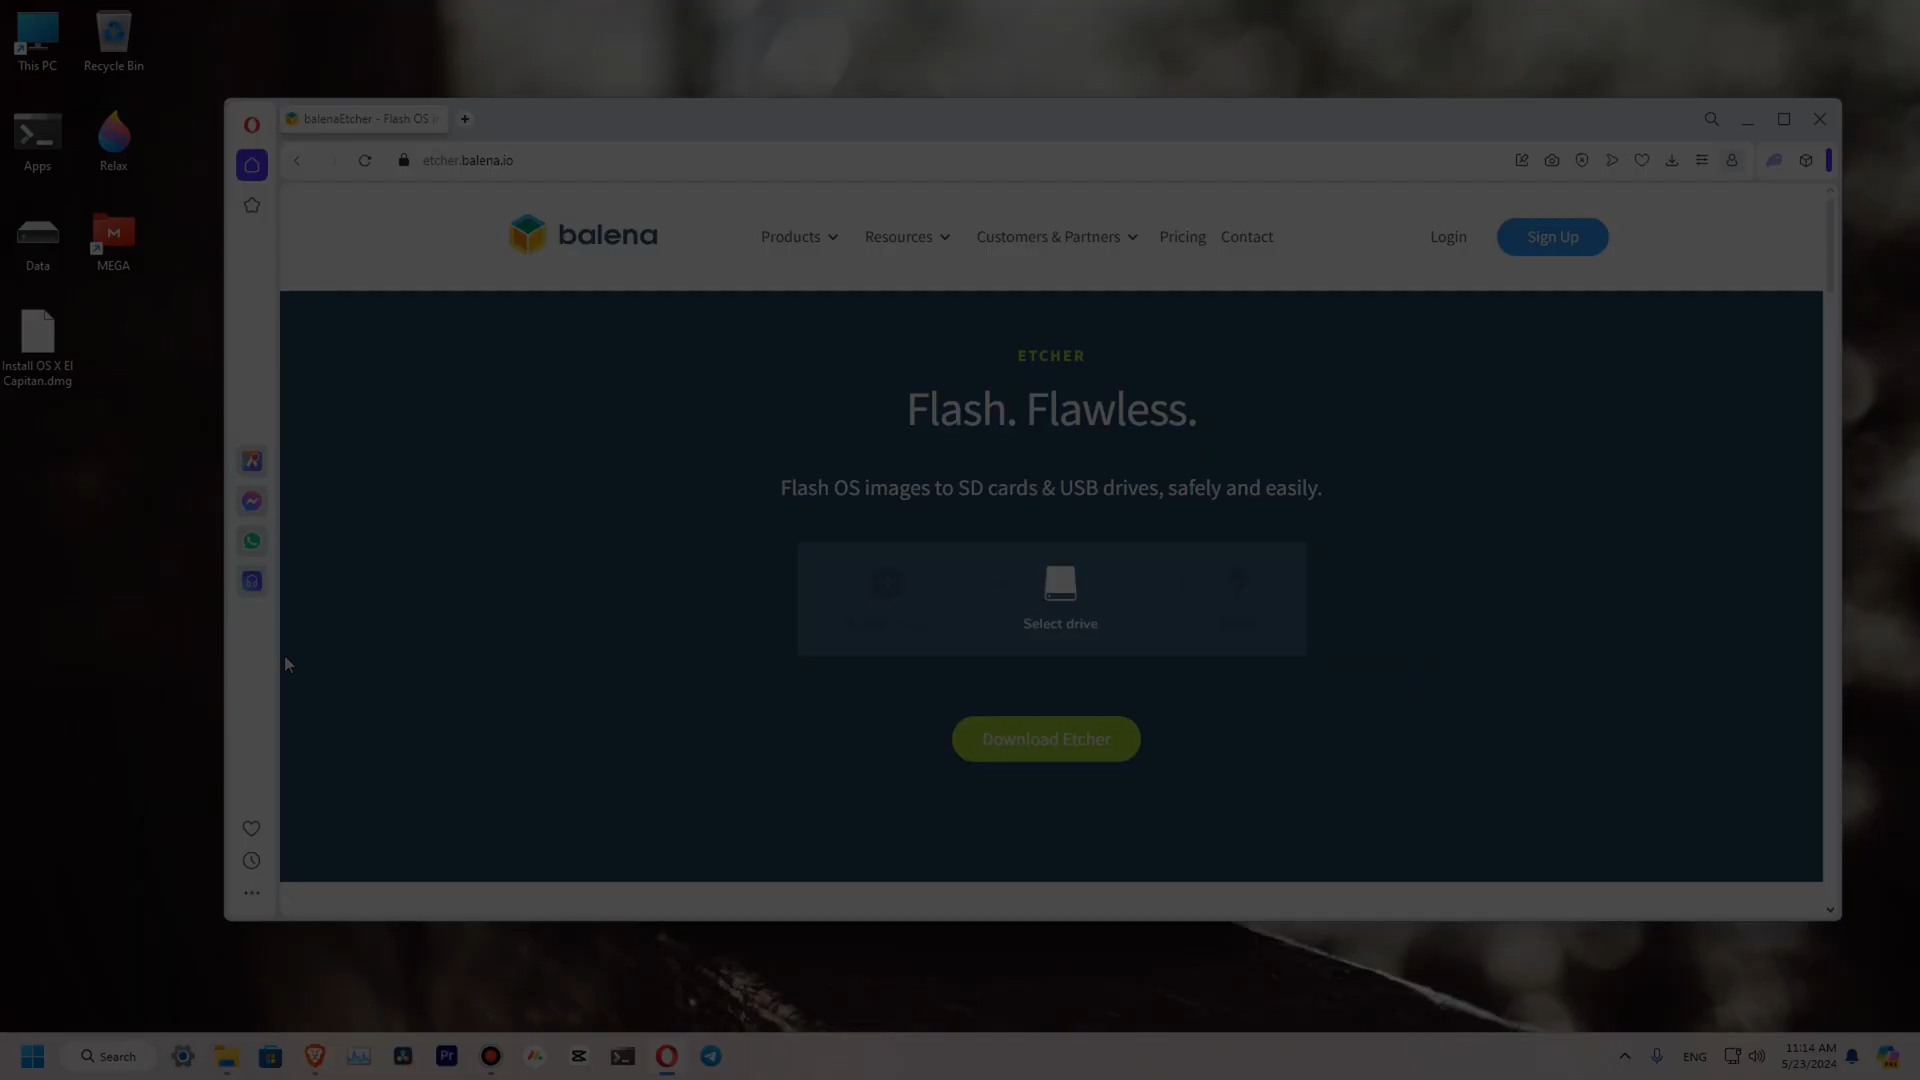 This PC
Recycle Bin
Apps
Relax
Data
MEGA
Install OS X El
Capitan.dmg
balenaEtcher - Flash OS i
etcher.balena.io
balena
Products
Resources
Customers & Partners
Pricing
Contact
Login
Sign Up
ETCHER
Flash. Flawless.
Flash OS images to SD cards & USB drives, safely and easily.
Select drive
Download Etcher
Search
Pr
ENG
11:14 AM
5/23/2024